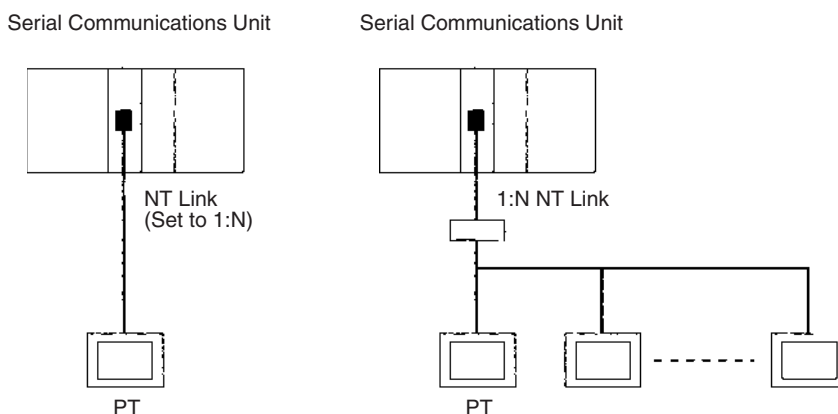 Serial Communications Unit
Serial Communications Unit
NT Link
(Set to 1:N)
1:N NT Link
PT
PT